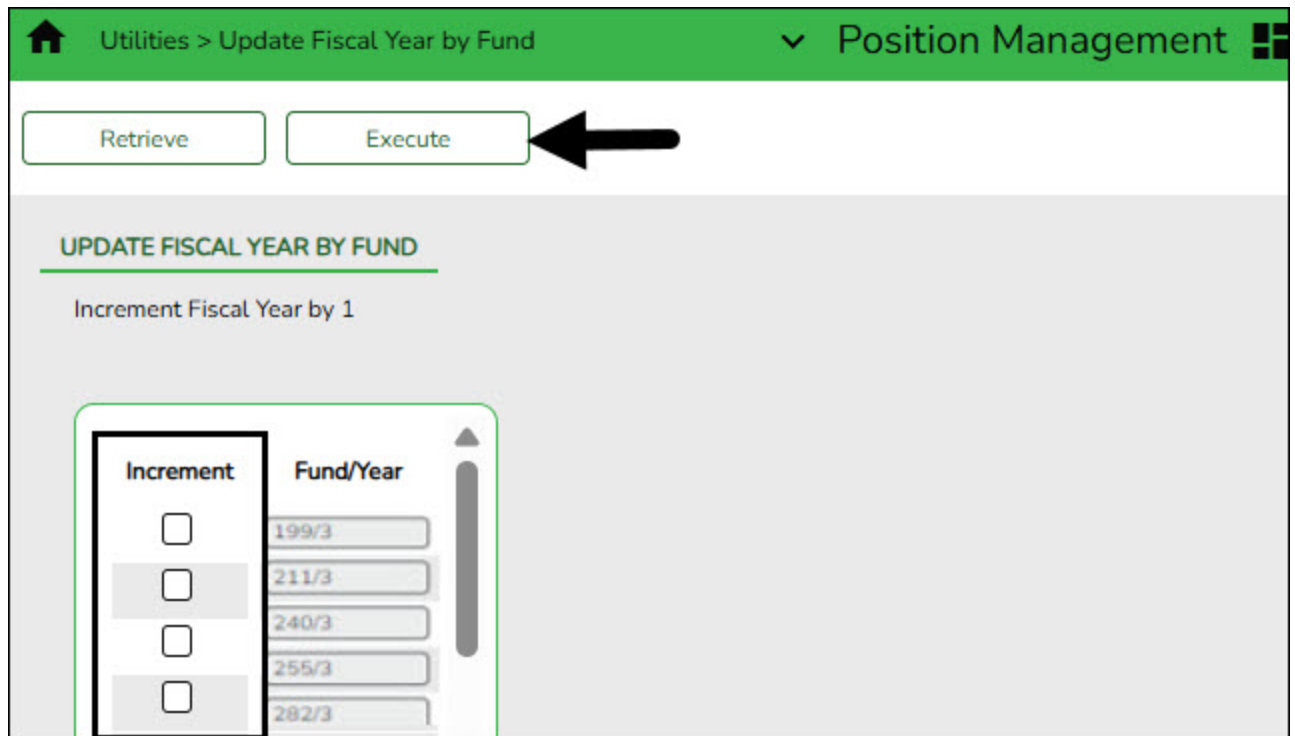 Utilities > Update Fiscal Year by Fund
Position Management
Retrieve
Execute
UPDATE FISCAL YEAR BY FUND
Increment Fiscal Year by 1
Increment Fund/Year
199/3
211/3
240/3
255/3
282/3